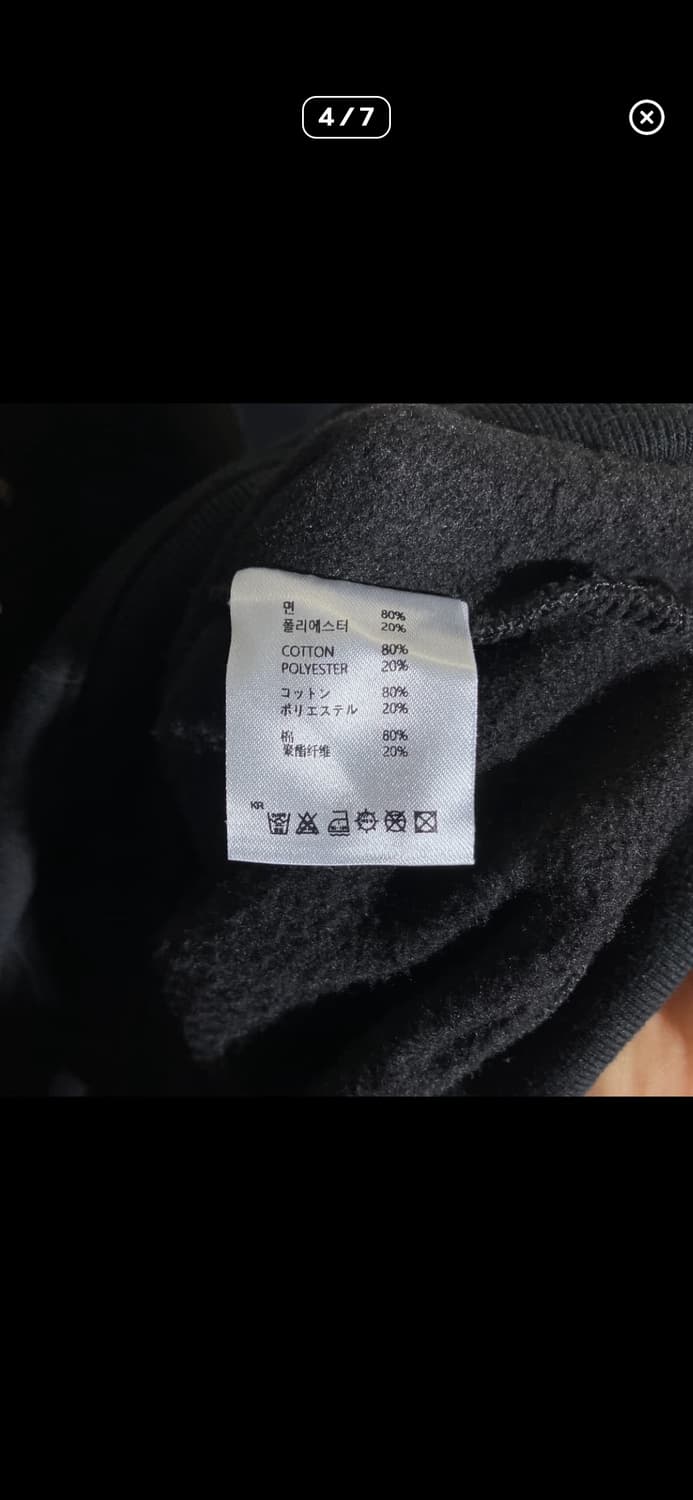 4/7
면 80%
폴리에스터 20%
COTTON 80%
POLYESTER 20%
コットン 80%
ポリエステル 20%
棉 80%
聚酯纤维 20%
KR